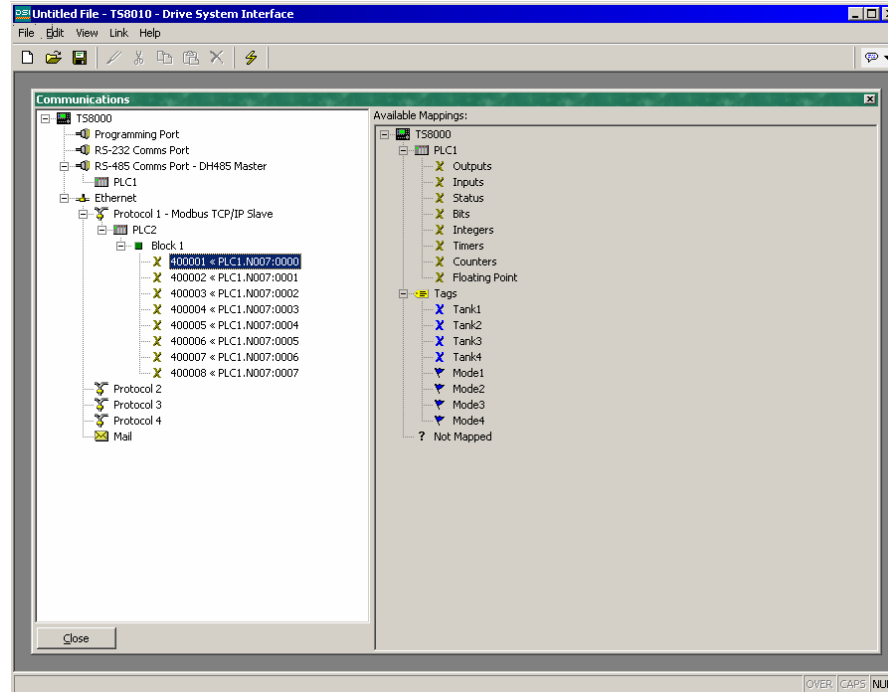 DSI Untitled File - TS8010 - Drive System Interface
File Edit View Link Help
Communications
TS8000
Programming Port
RS-232 Comms Port
RS-485 Comms Port - DH485 Master
PLC1
Ethernet
Protocol 1 - Modbus TCP/IP Slave
PLC2
Block 1
400001 « PLC1.N007:0000
400002 « PLC1.N007:0001
400003 « PLC1.N007:0002
400004 « PLC1.N007:0003
400005 « PLC1.N007:0004
400006 « PLC1.N007:0005
400007 « PLC1.N007:0006
400008 « PLC1.N007:0007
Protocol 2
Protocol 3
Protocol 4
Mail
Close
Available Mappings:
TS8000
PLC1
Outputs
Inputs
Status
Bits
Integers
Timers
Counters
Floating Point
Tags
Tank1
Tank2
Tank3
Tank4
Mode1
Mode2
Mode3
Mode4
? Not Mapped
OVER CAPS NU